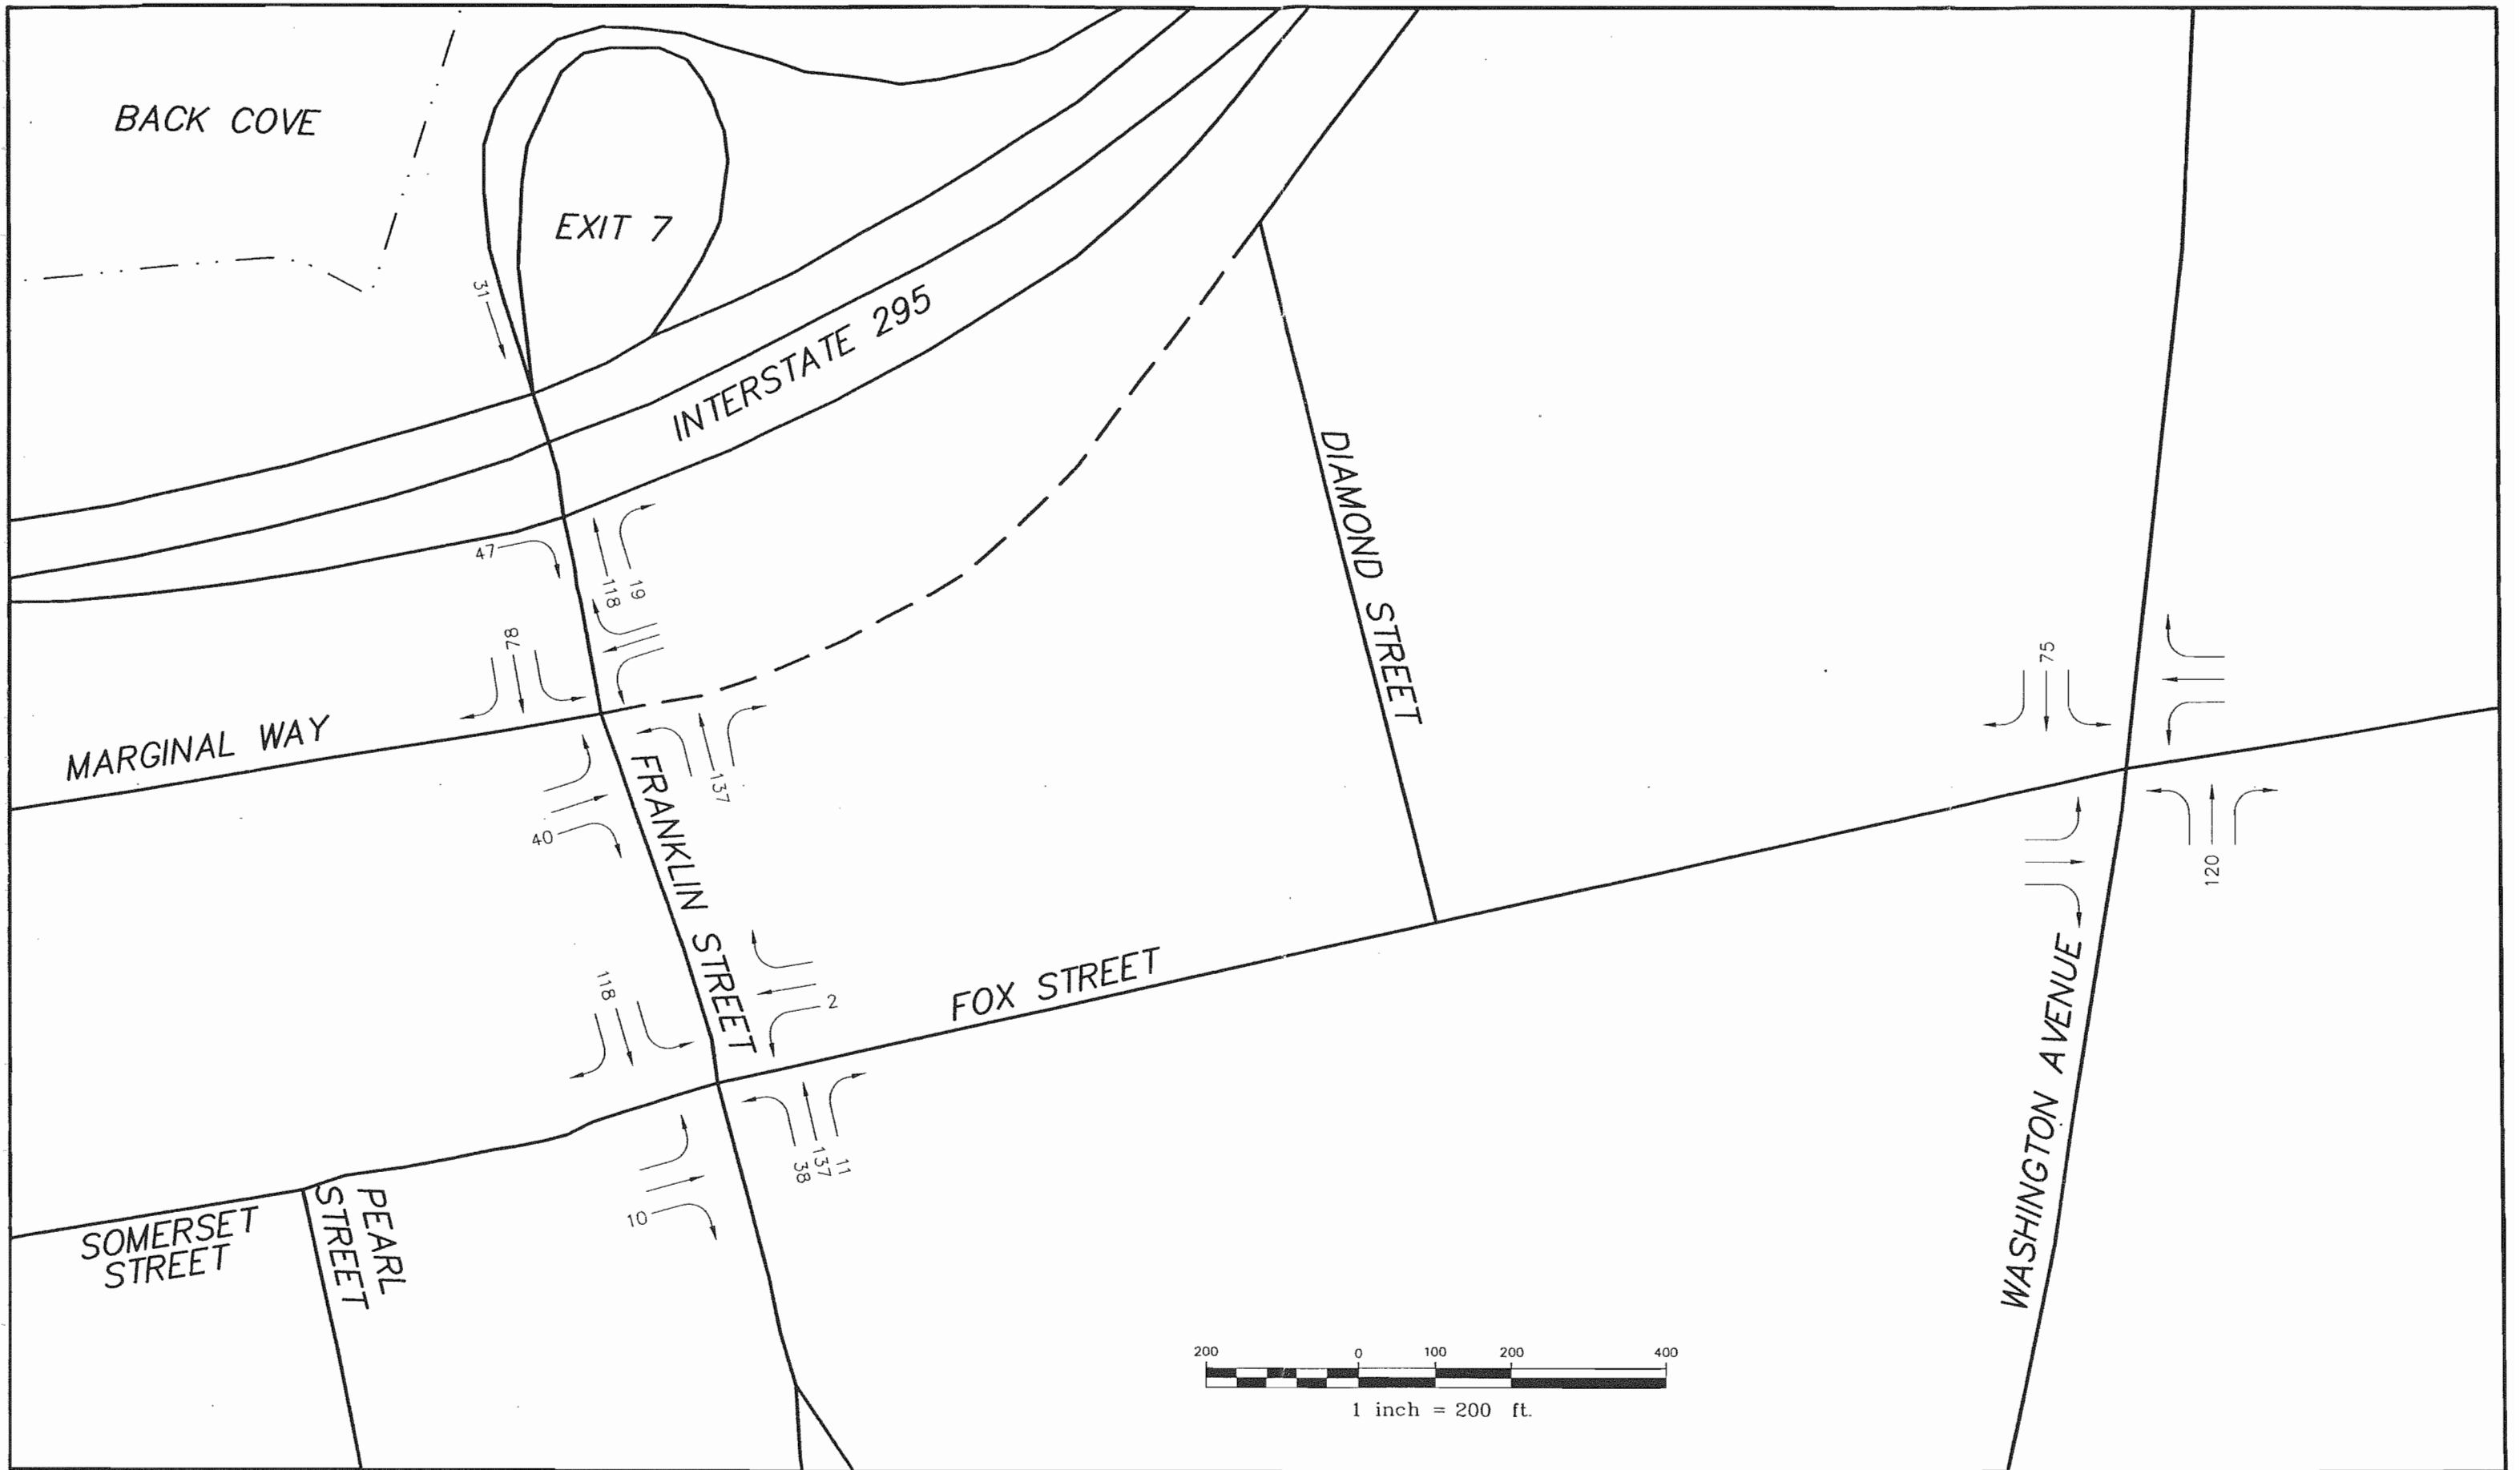 BACK COVE
EXIT 7
31
INTERSTATE 295
47
118
19
78
MARGINAL WAY
137
40
FRANKLIN STREET
DIAMOND STREET
75
120
118
2
FOX STREET
38
137
11
10
SOMERSET
STREET
PEARL
STREET
WASHINGTON AVENUE
200 0 100 200 400
1 inch = 200 ft.